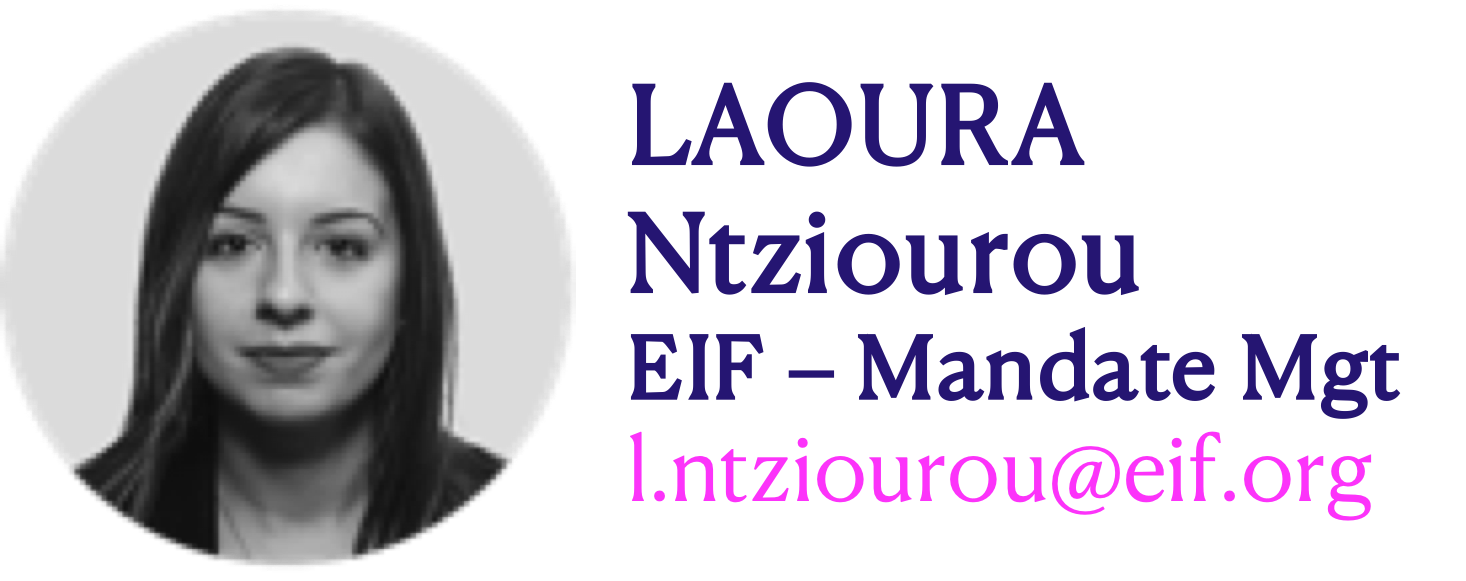 LAOURA
Ntziourou
EIF – Mandate Mgt
l.ntziourou@eif.org